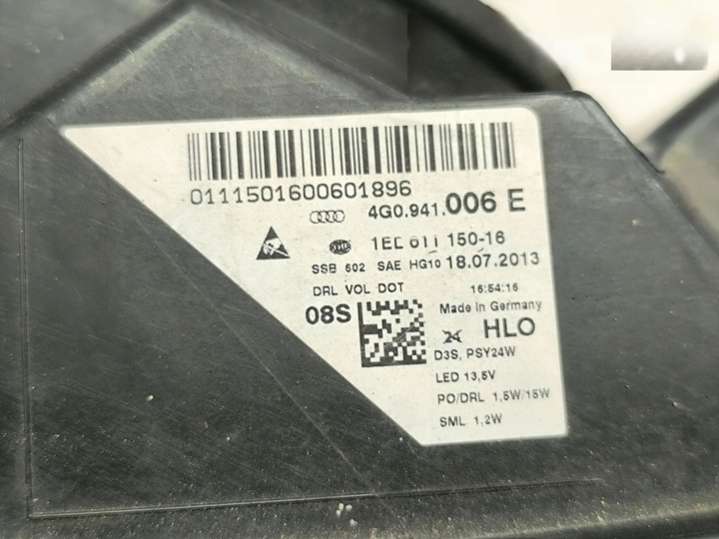 0111501600601896
4G0.941.006 E
1EL 011 150-16
SSB 602 SAE HG10 18.07.2013
DRL VOL DOT 16:54:16
08S Made in Germany
HLO
D3S, PSY24W
LED 13,5V
PO/DRL 1,5W/15W
SML 1,2W